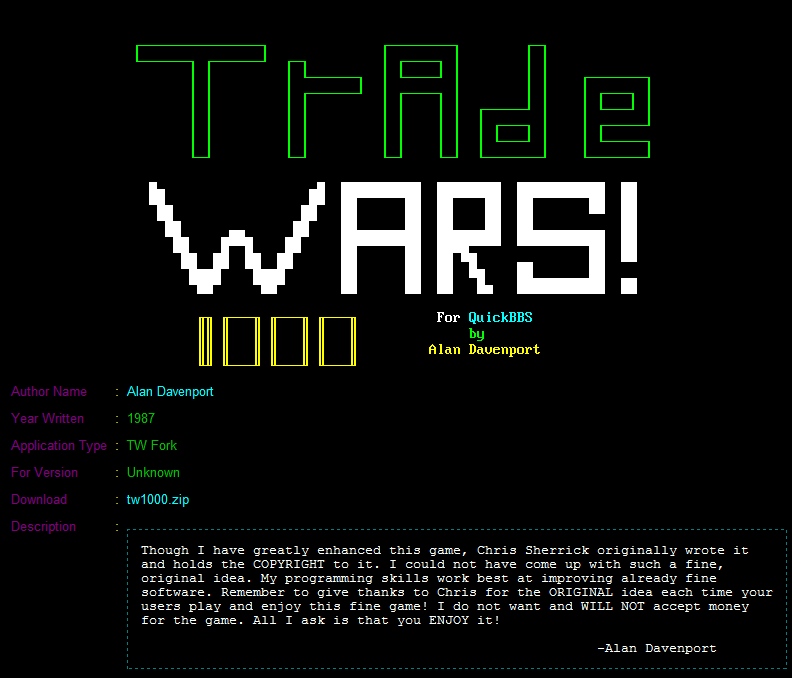 TrAde
WARS!
1000
For QuickBBS
by
Alan Davenport
Author Name : Alan Davenport
Year Written : 1987
Application Type : TW Fork
For Version : Unknown
Download : tw1000.zip
Description :
Though I have greatly enhanced this game, Chris Sherrick originally wrote it
and holds the COPYRIGHT to it. I could not have come up with such a fine,
original idea. My programming skills work best at improving already fine
software. Remember to give thanks to Chris for the ORIGINAL idea each time your
users play and enjoy this fine game! I do not want and WILL NOT accept money
for the game. All I ask is that you ENJOY it!
-Alan Davenport